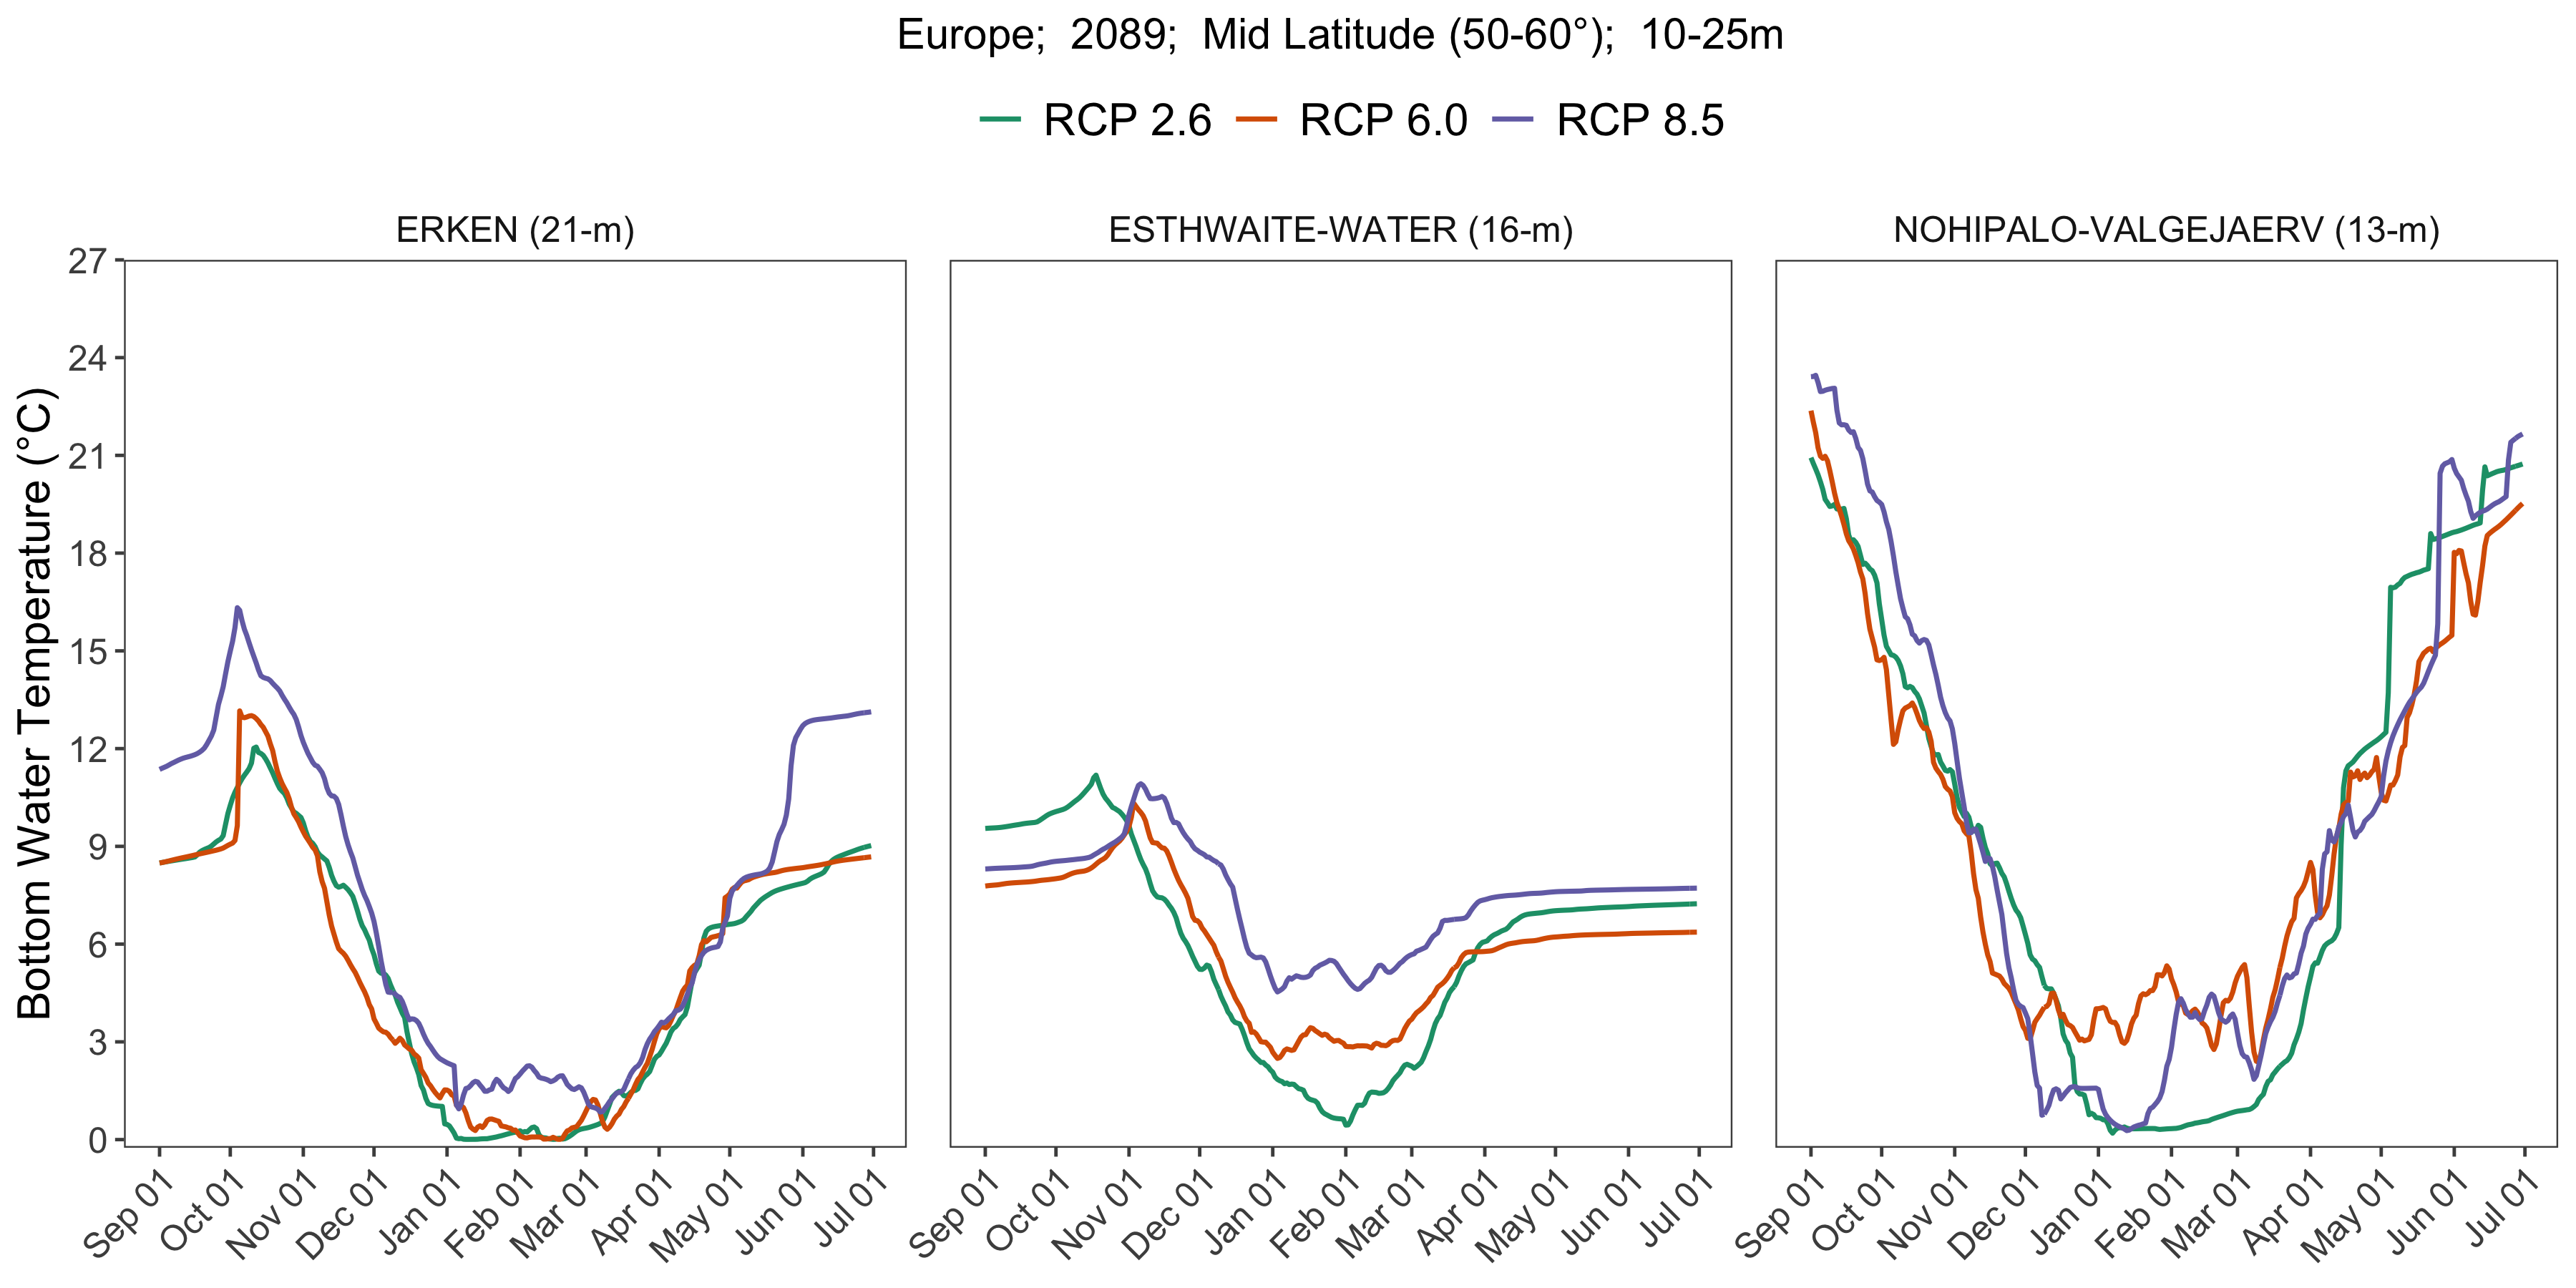 Europe;  2089;  Mid Latitude (50-60°);  10-25m
RCP 2.6 RCP 6.0 RCP 8.5
ERKEN (21-m) ESTHWAITE-WATER (16-m) NOHIPALO-VALGEJAERV (13-m)
Bottom Water Temperature (°C)
27
24
21
18
15
12
9
6
3
0
Sep 01 Oct 01 Nov 01 Dec 01 Jan 01 Feb 01 Mar 01 Apr 01 May 01 Jun 01 Jul 01
Sep 01 Oct 01 Nov 01 Dec 01 Jan 01 Feb 01 Mar 01 Apr 01 May 01 Jun 01 Jul 01
Sep 01 Oct 01 Nov 01 Dec 01 Jan 01 Feb 01 Mar 01 Apr 01 May 01 Jun 01 Jul 01